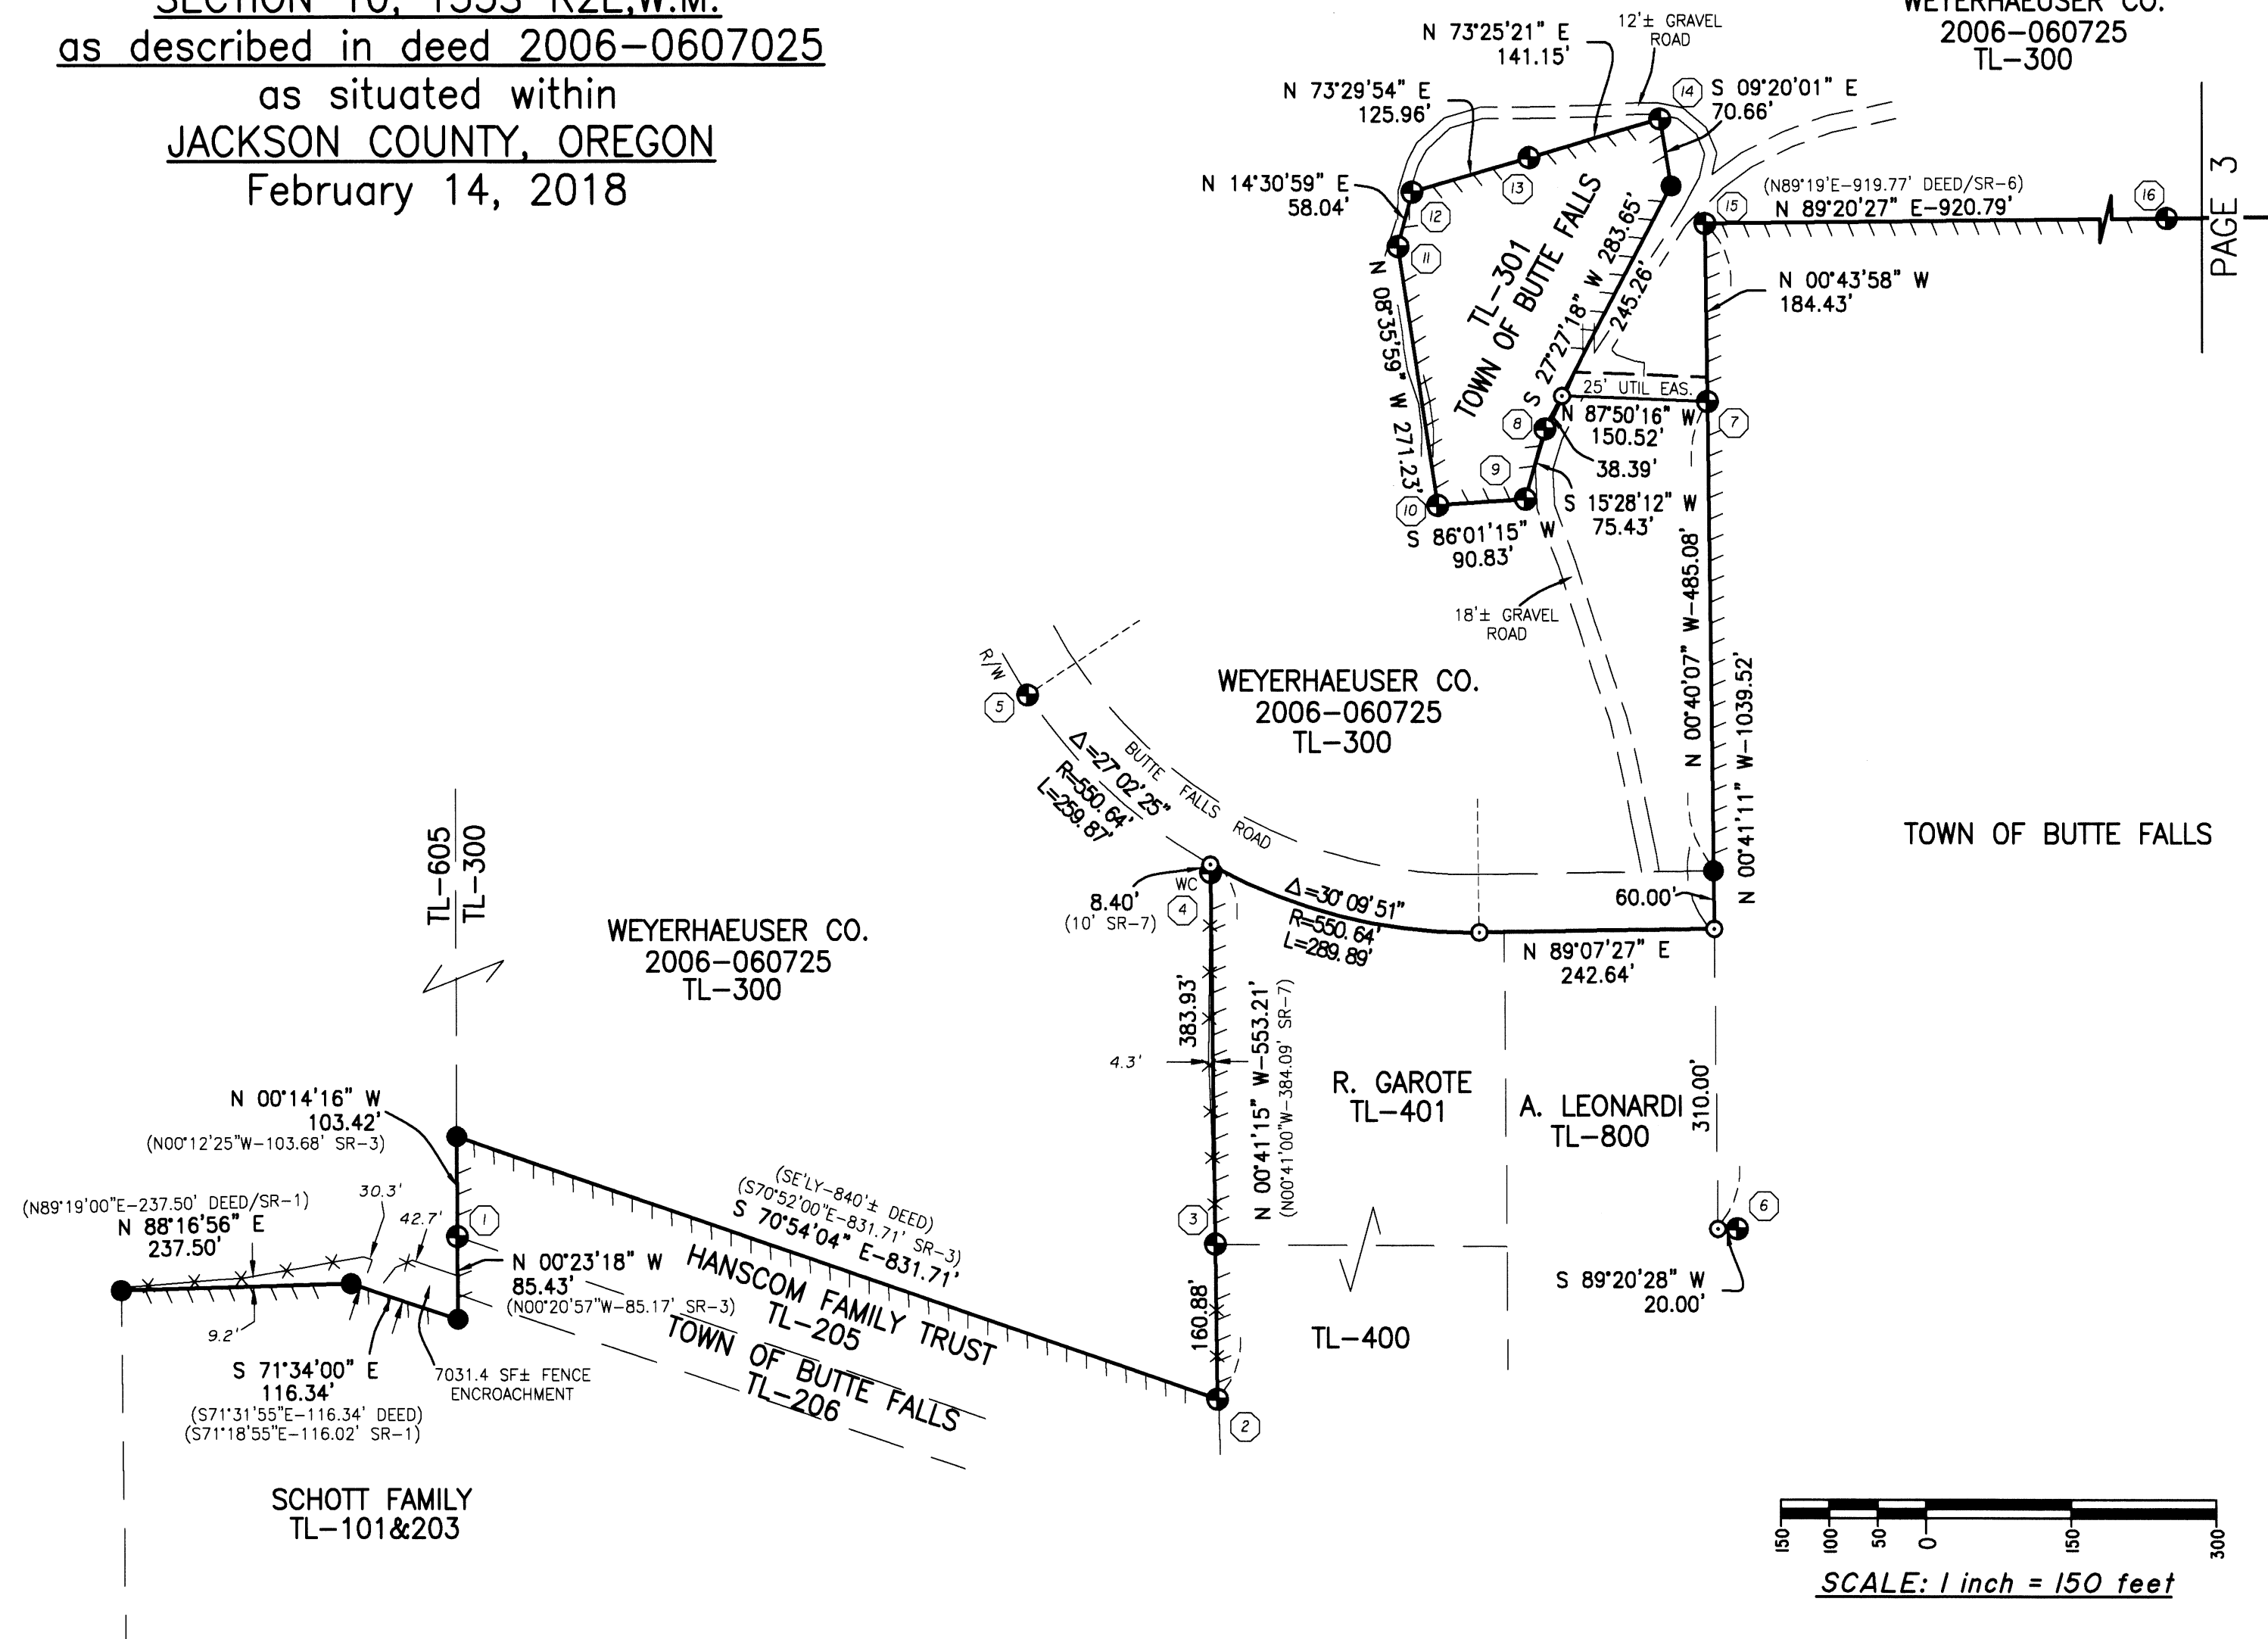 SECTION 10, T35S R2E, W.M.
as described in deed 2006-0607025
as situated within
JACKSON COUNTY, OREGON
February 14, 2018
WEYERHAEUSER CO.
2006-060725
TL-300
PAGE 3
12'± GRAVEL
ROAD
N 73°25'21" E
141.15'
N 73°29'54" E
125.96'
14
S 09°20'01" E
70.66'
N 14°30'59" E
58.04'
12
13
11
(N89°19'E-919.77' DEED/SR-6)
N 89°20'27" E-920.79'
15
16
N 00°43'58" W
184.43'
TL-301
TOWN OF BUTTE FALLS
S 27°27'18" W 283.65'
245.26'
N 08°35'59" W 271.23'
25' UTIL EAS.
N 87°50'16" W
150.52'
7
8
38.39'
9
S 15°28'12" W
75.43'
10
S 86°01'15" W
90.83'
18'± GRAVEL
ROAD
N 00°40'07" W-485.08'
N 00°41'11" W-1039.52'
R/W
5
WEYERHAEUSER CO.
2006-060725
TL-300
Δ=27°02'25"
R=550.64'
L=259.87'
BUTTE FALLS ROAD
TOWN OF BUTTE FALLS
TL-605
TL-300
WEYERHAEUSER CO.
2006-060725
TL-300
WC
8.40'
(10' SR-7)
4
Δ=30°09'51"
R=550.64'
L=289.89'
60.00'
N 89°07'27" E
242.64'
383.93'
4.3'
N 00°41'15" W-553.21'
(N00°41'00"W-384.09' SR-7)
R. GAROTE
TL-401
A. LEONARDI
TL-800
310.00'
N 00°14'16" W
103.42'
(N00°12'25"W-103.68' SR-3)
(N89°19'00"E-237.50' DEED/SR-1)
N 88°16'56" E
237.50'
30.3'
42.7'
1
N 00°23'18" W
85.43'
(N00°20'57"W-85.17' SR-3)
(SE'LY-840'± DEED)
(S70°52'00"E-831.71' SR-3)
S 70°54'04" E-831.71'
HANSCOM FAMILY TRUST
TL-205
TOWN OF BUTTE FALLS
TL-206
3
160.88'
2
6
S 89°20'28" W
20.00'
TL-400
9.2'
S 71°34'00" E
116.34'
(S71°31'55"E-116.34' DEED)
(S71°18'55"E-116.02' SR-1)
7031.4 SF± FENCE
ENCROACHMENT
SCHOTT FAMILY
TL-101&203
150 100 50 0 150 300
SCALE: 1 inch = 150 feet